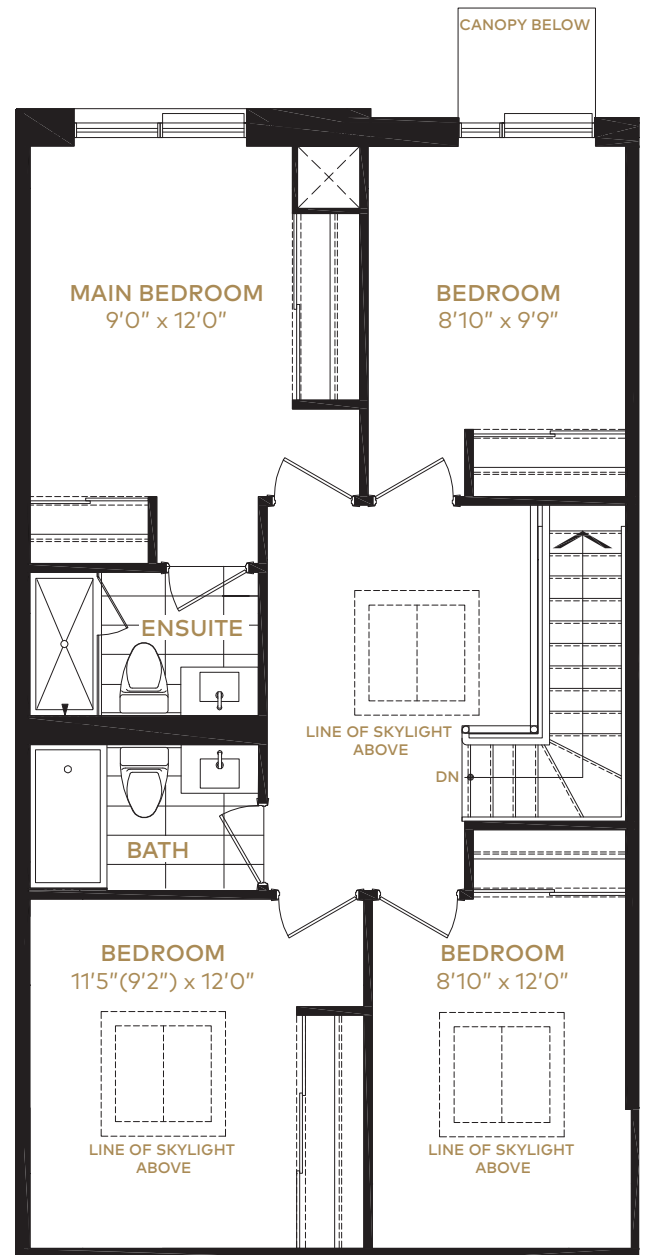 CANOPY BELOW
MAIN BEDROOM
9'0" x 12'0"
BEDROOM
8'10" x 9'9"
ENSUITE
LINE OF SKYLIGHT
ABOVE
DN
BATH
BEDROOM
11'5"(9'2") x 12'0"
LINE OF SKYLIGHT
ABOVE
BEDROOM
8'10" x 12'0"
LINE OF SKYLIGHT
ABOVE